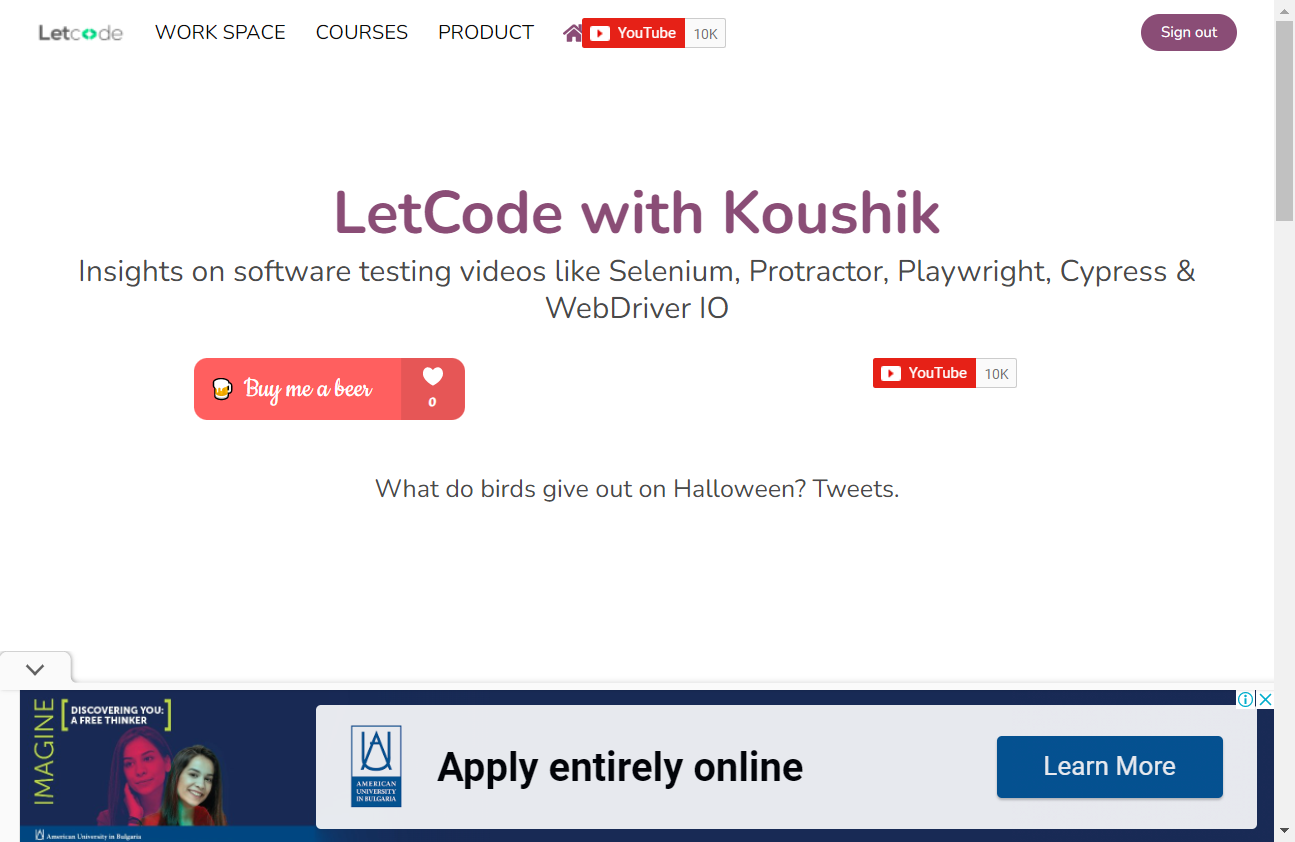 Letcode WORK SPACE COURSES PRODUCT YouTube 10K Sign out
LetCode with Koushik
Insights on software testing videos like Selenium, Protractor, Playwright, Cypress &
WebDriver IO
Buy me a beer 0
YouTube 10K
What do birds give out on Halloween? Tweets.
IMAGINE
DISCOVERING YOU:
A FREE THINKER
American University in Bulgaria
AMERICAN
UNIVERSITY
IN BULGARIA
Apply entirely online
Learn More